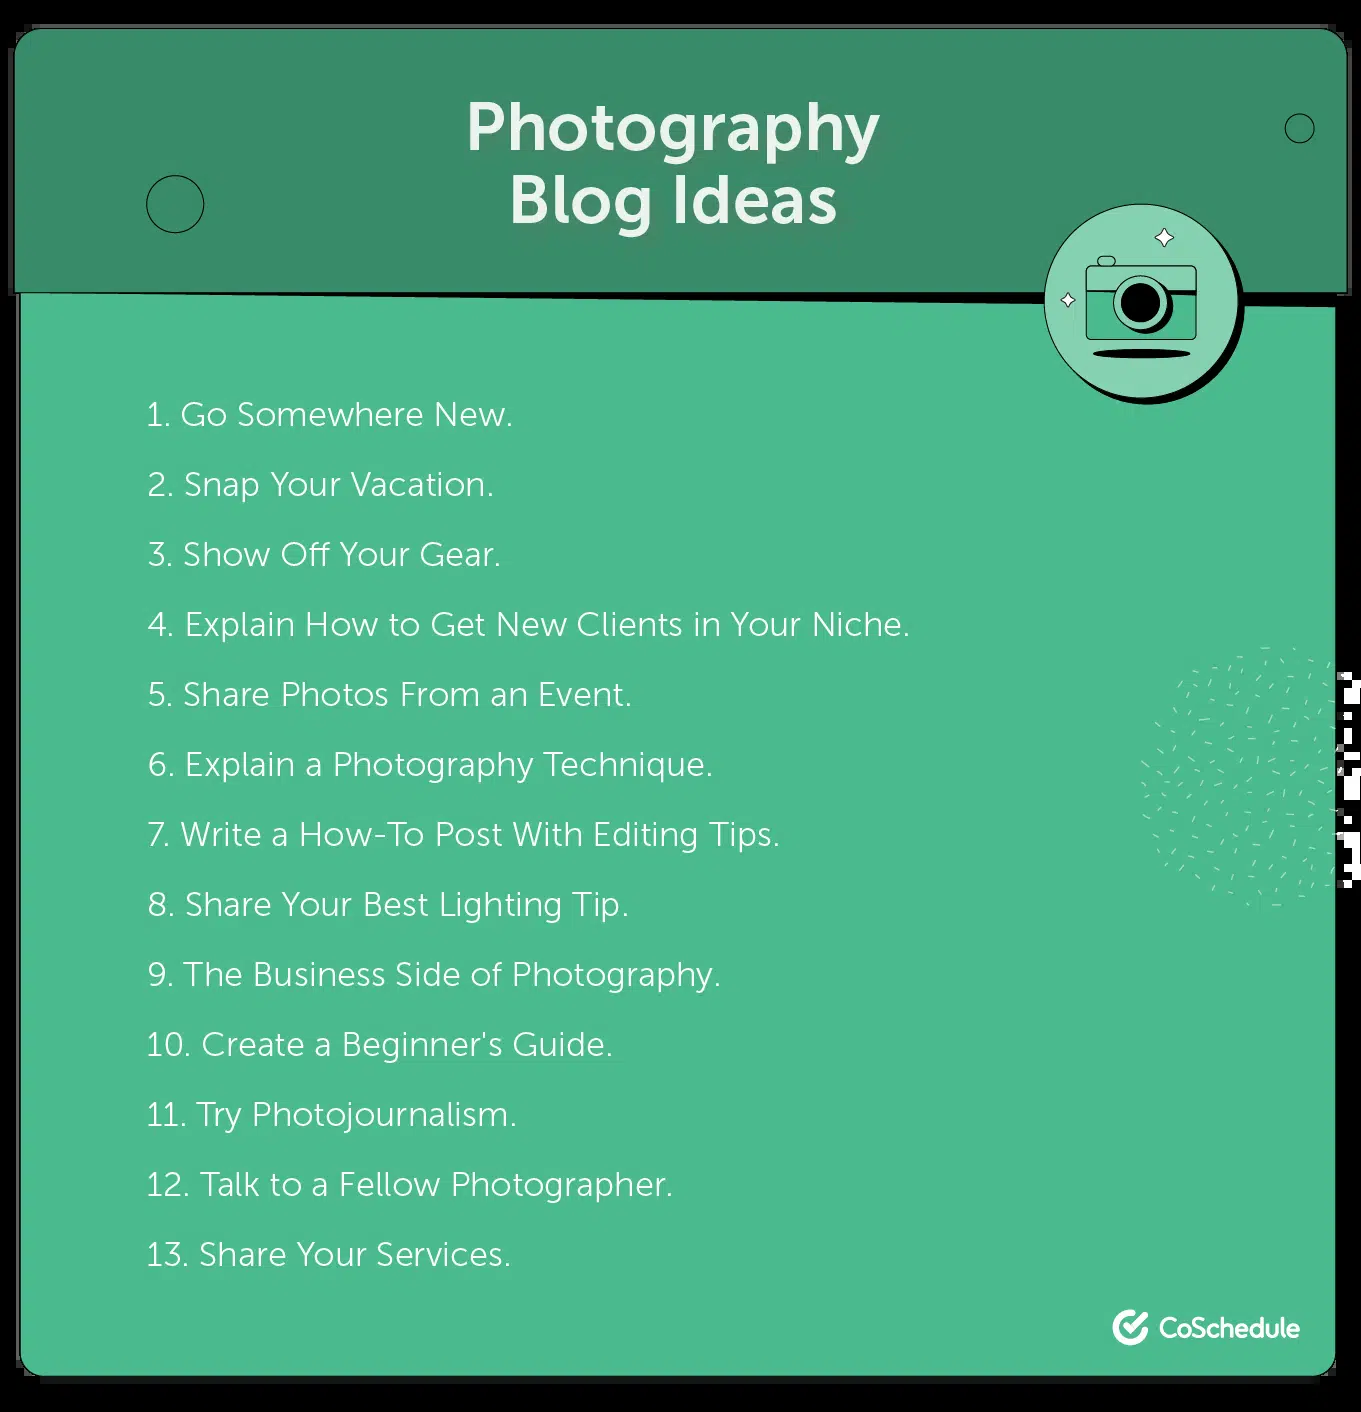 Photography
Blog Ideas
1. Go Somewhere New.
2. Snap Your Vacation.
3. Show Off Your Gear.
4. Explain How to Get New Clients in Your Niche.
5. Share Photos From an Event.
6. Explain a Photography Technique.
7. Write a How-To Post With Editing Tips.
8. Share Your Best Lighting Tip.
9. The Business Side of Photography.
10. Create a Beginner's Guide.
11. Try Photojournalism.
12. Talk to a Fellow Photographer.
13. Share Your Services.
CoSchedule